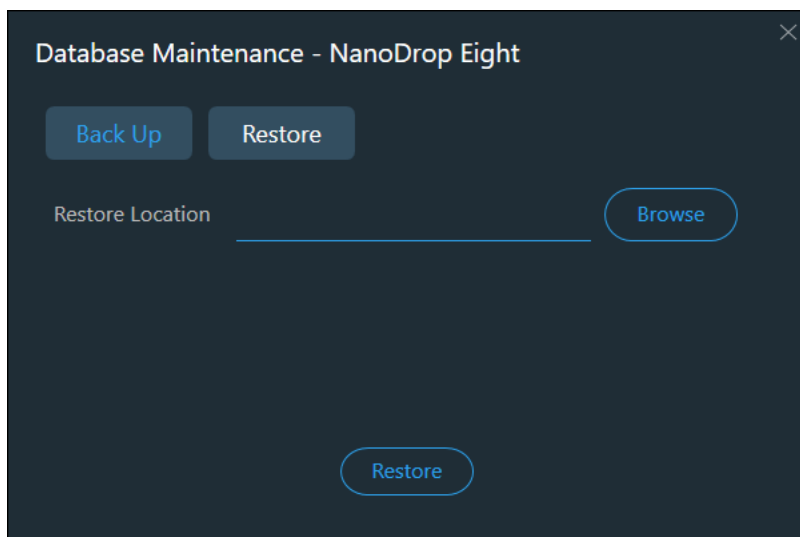 Database Maintenance - NanoDrop Eight
Back Up Restore
Restore Location Browse
Restore